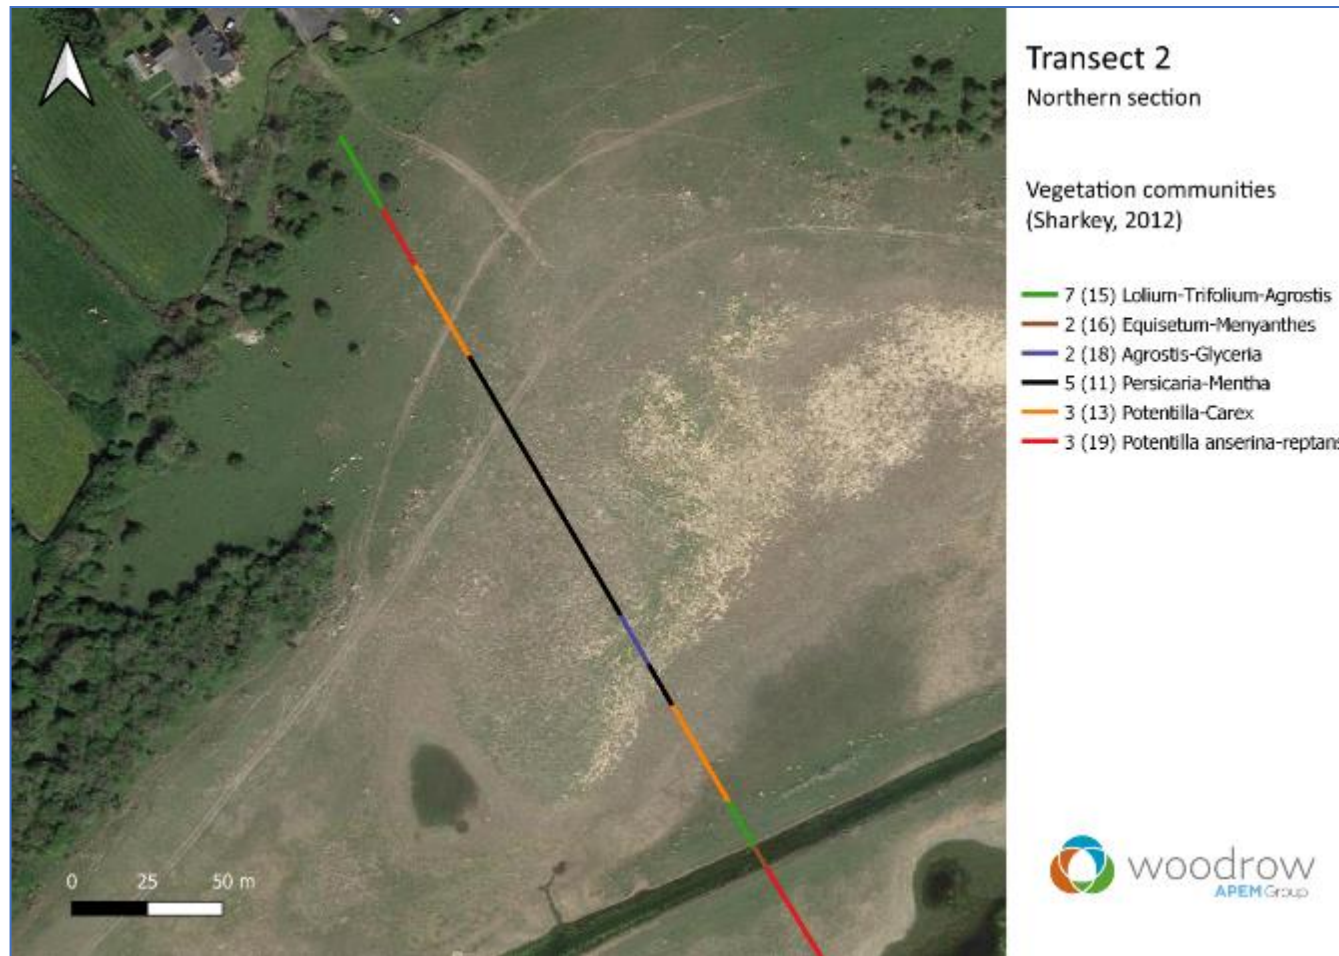 Transect 2
Northern section
Vegetation communities
(Sharkey, 2012)
7 (15) Lolium-Trifolium-Agrostis
2 (16) Equisetum-Menyanthes
2 (18) Agrostis-Glyceria
5 (11) Persicaria-Mentha
3 (13) Potentilla-Carex
3 (19) Potentilla anserina-reptans
0 25 50 m
woodrow
APEM Group